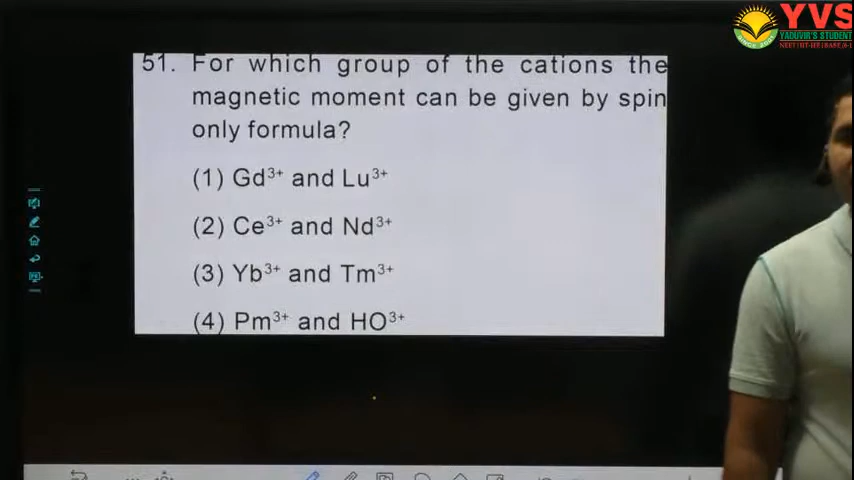 YVS
YADUVIR'S STUDENT
51. For which group of the cations the
magnetic moment can be given by spin
only formula?
(1) Gd³⁺ and Lu³⁺
(2) Ce³⁺ and Nd³⁺
(3) Yb³⁺ and Tm³⁺
(4) Pm³⁺ and HO³⁺